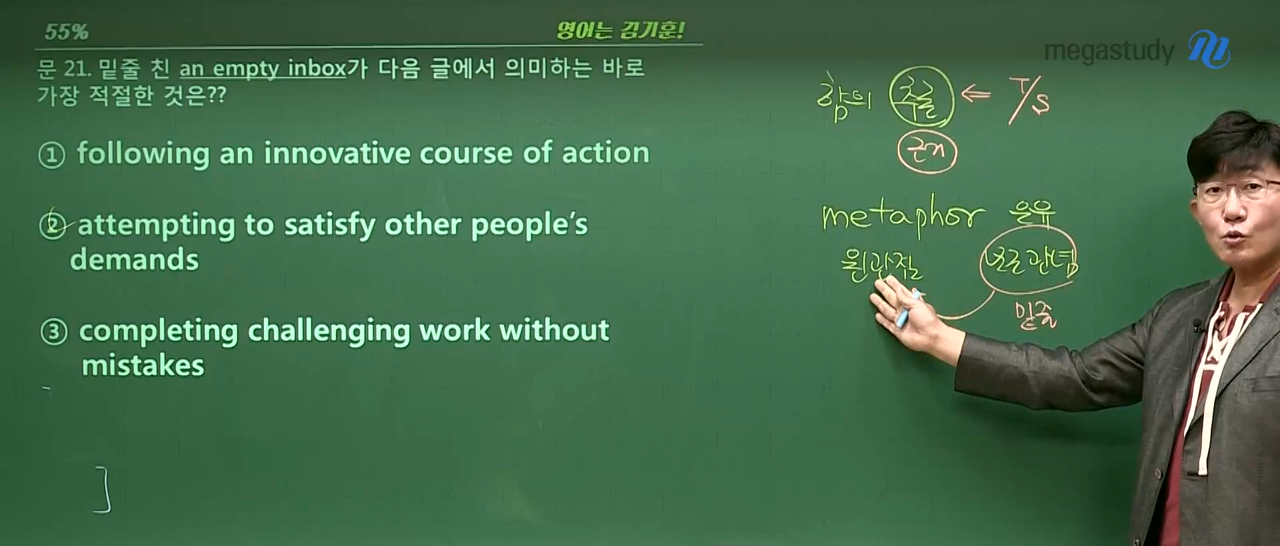 55%
영어는 김기훈!
megastudy
문 21. 밑줄 친 an empty inbox가 다음 글에서 의미하는 바로
가장 적절한 것은??
① following an innovative course of action
② attempting to satisfy other people's
demands
③ completing challenging work without
mistakes
함의 추론 ⇐ T/S
근거
metaphor 은유
원관념 보조관념
밑줄